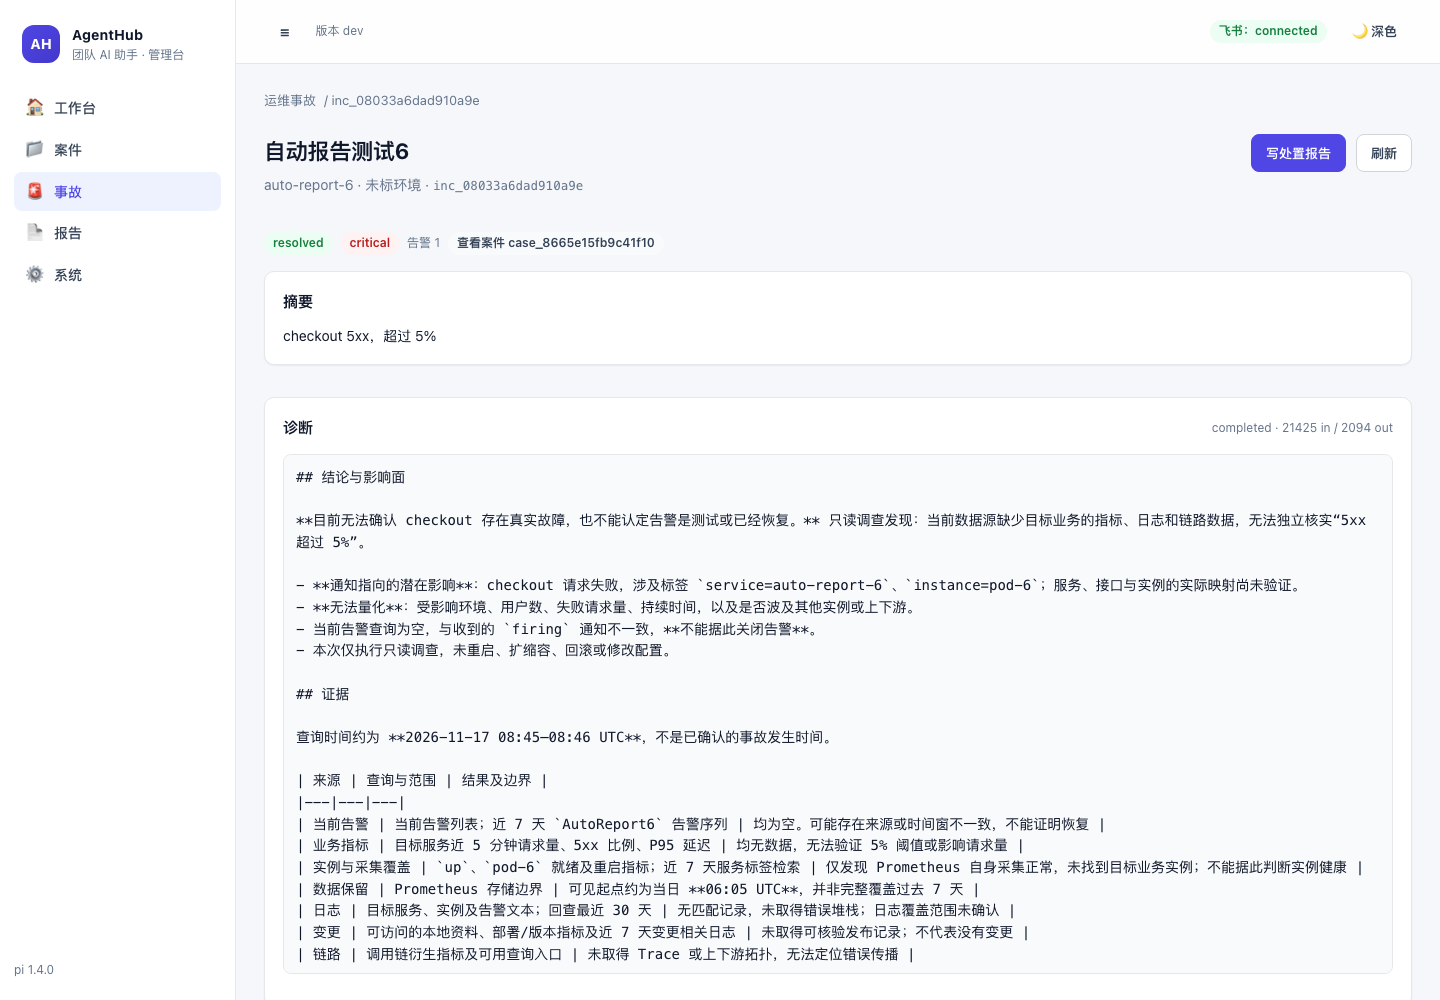 AH
AgentHub
团队 AI 助手 · 管理台
工作台
案件
事故
报告
系统
pi 1.4.0
≡
版本 dev
飞书：connected
深色
运维事故 / inc_08033a6dad910a9e
自动报告测试6
auto-report-6 · 未标环境 · inc_08033a6dad910a9e
写处置报告
刷新
resolved critical 告警 1 查看案件 case_8665e15fb9c41f10
摘要
checkout 5xx，超过 5%
诊断
completed · 21425 in / 2094 out
## 结论与影响面
**目前无法确认 checkout 存在真实故障，也不能认定告警是测试或已经恢复。** 只读调查发现：当前数据源缺少目标业务的指标、日志和链路数据，无法独立核实“5xx
超过 5%”。
- **通知指向的潜在影响**：checkout 请求失败，涉及标签 `service=auto-report-6`、`instance=pod-6`；服务、接口与实例的实际映射尚未验证。
- **无法量化**：受影响环境、用户数、失败请求量、持续时间，以及是否波及其他实例或上下游。
- 当前告警查询为空，与收到的 `firing` 通知不一致，**不能据此关闭告警**。
- 本次仅执行只读调查，未重启、扩缩容、回滚或修改配置。
## 证据
查询时间约为 **2026-11-17 08:45–08:46 UTC**，不是已确认的事故发生时间。
| 来源 | 查询与范围 | 结果及边界 |
|---|---|---|
| 当前告警 | 当前告警列表；近 7 天 `AutoReport6` 告警序列 | 均为空。可能存在来源或时间窗不一致，不能证明恢复 |
| 业务指标 | 目标服务近 5 分钟请求量、5xx 比例、P95 延迟 | 均无数据，无法验证 5% 阈值或影响请求量 |
| 实例与采集覆盖 | `up`、`pod-6` 就绪及重启指标；近 7 天服务标签检索 | 仅发现 Prometheus 自身采集正常，未找到目标业务实例；不能据此判断实例健康 |
| 数据保留 | Prometheus 存储边界 | 可见起点约为当日 **06:05 UTC**，并非完整覆盖过去 7 天 |
| 日志 | 目标服务、实例及告警文本；回查最近 30 天 | 无匹配记录，未取得错误堆栈；日志覆盖范围未确认 |
| 变更 | 可访问的本地资料、部署/版本指标及近 7 天变更相关日志 | 未取得可核验发布记录；不代表没有变更 |
| 链路 | 调用链衍生指标及可用查询入口 | 未取得 Trace 或上下游拓扑，无法定位错误传播 |